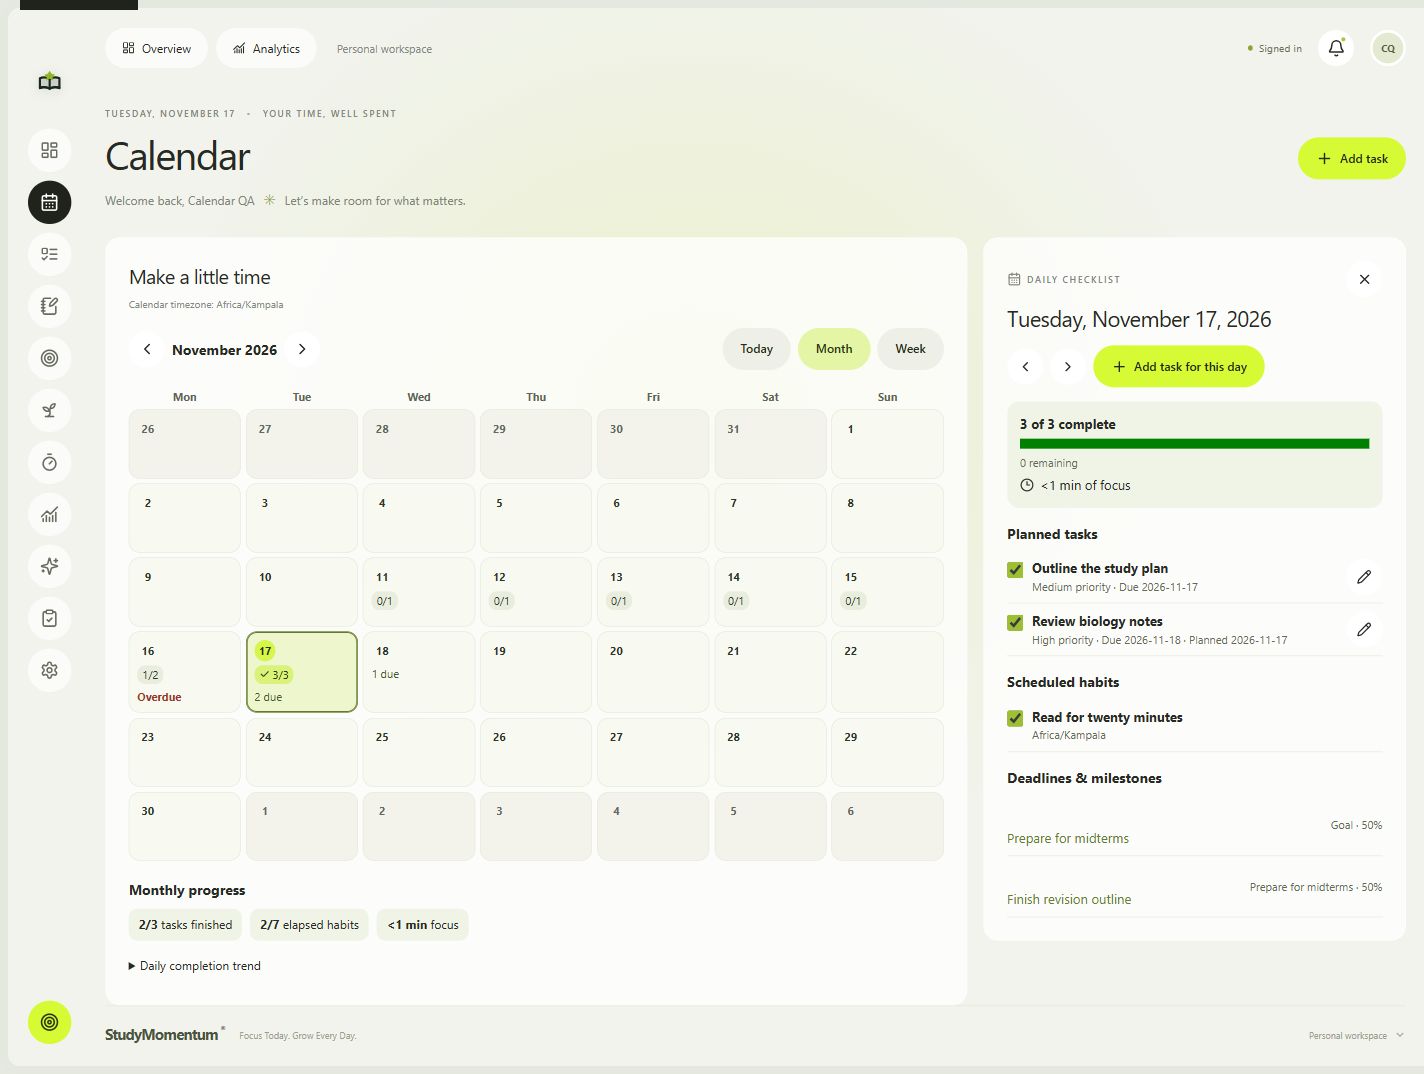 Overview
Analytics
Personal workspace
Signed in
CQ
TUESDAY, NOVEMBER 17 • YOUR TIME, WELL SPENT
Calendar
Add task
Welcome back, Calendar QA ✳ Let's make room for what matters.
Make a little time
Calendar timezone: Africa/Kampala
November 2026
Today
Month
Week
Mon Tue Wed Thu Fri Sat Sun
26 27 28 29 30 31 1
2 3 4 5 6 7 8
9 10 11 12 13 14 15
0/1 0/1 0/1 0/1 0/1
16 17 18 19 20 21 22
1/2 3/3 1 due
Overdue 2 due
23 24 25 26 27 28 29
30 1 2 3 4 5 6
Monthly progress
2/3 tasks finished
2/7 elapsed habits
<1 min focus
Daily completion trend
DAILY CHECKLIST
Tuesday, November 17, 2026
Add task for this day
3 of 3 complete
0 remaining
<1 min of focus
Planned tasks
Outline the study plan
Medium priority · Due 2026-11-17
Review biology notes
High priority · Due 2026-11-18 · Planned 2026-11-17
Scheduled habits
Read for twenty minutes
Africa/Kampala
Deadlines & milestones
Goal · 50%
Prepare for midterms
Prepare for midterms · 50%
Finish revision outline
StudyMomentum
Focus Today. Grow Every Day.
Personal workspace